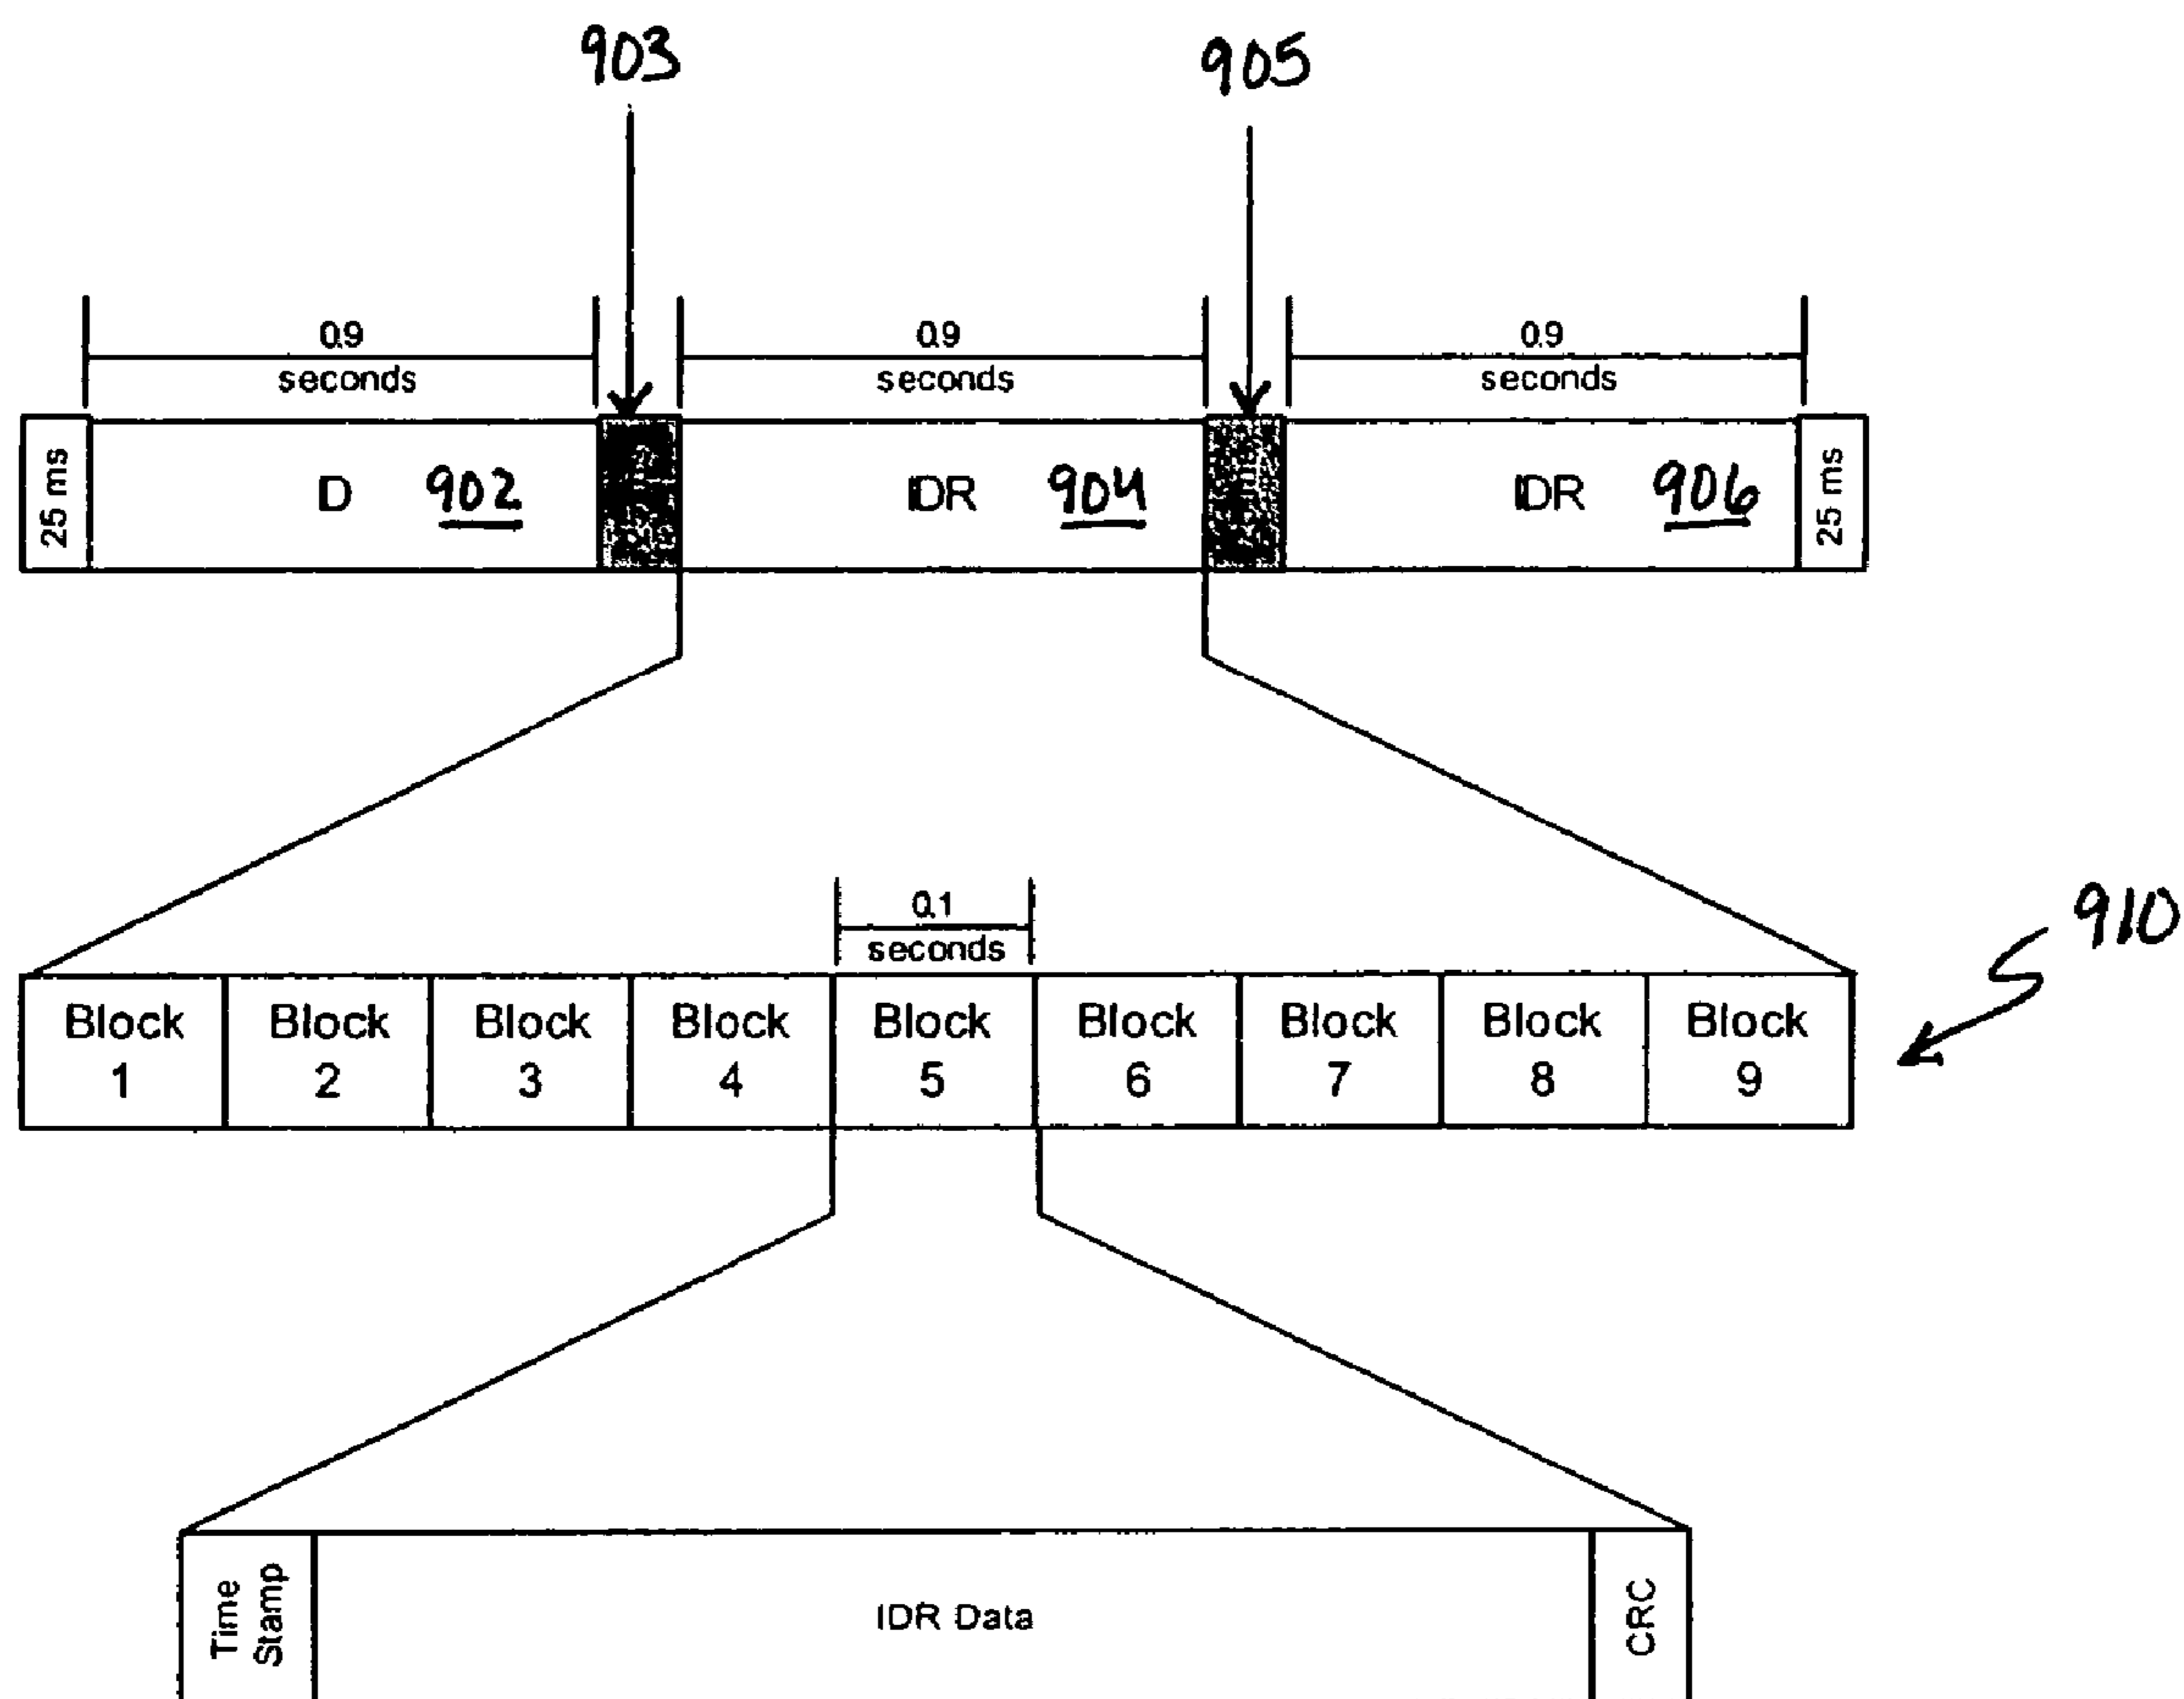 903
905
0.9
seconds
0.9
seconds
0.9
seconds
25 ms
D 902
IDR 904
IDR 906
25 ms
0.1
seconds
910
Block
1
Block
2
Block
3
Block
4
Block
5
Block
6
Block
7
Block
8
Block
9
Time
Stamp
IDR Data
CRC